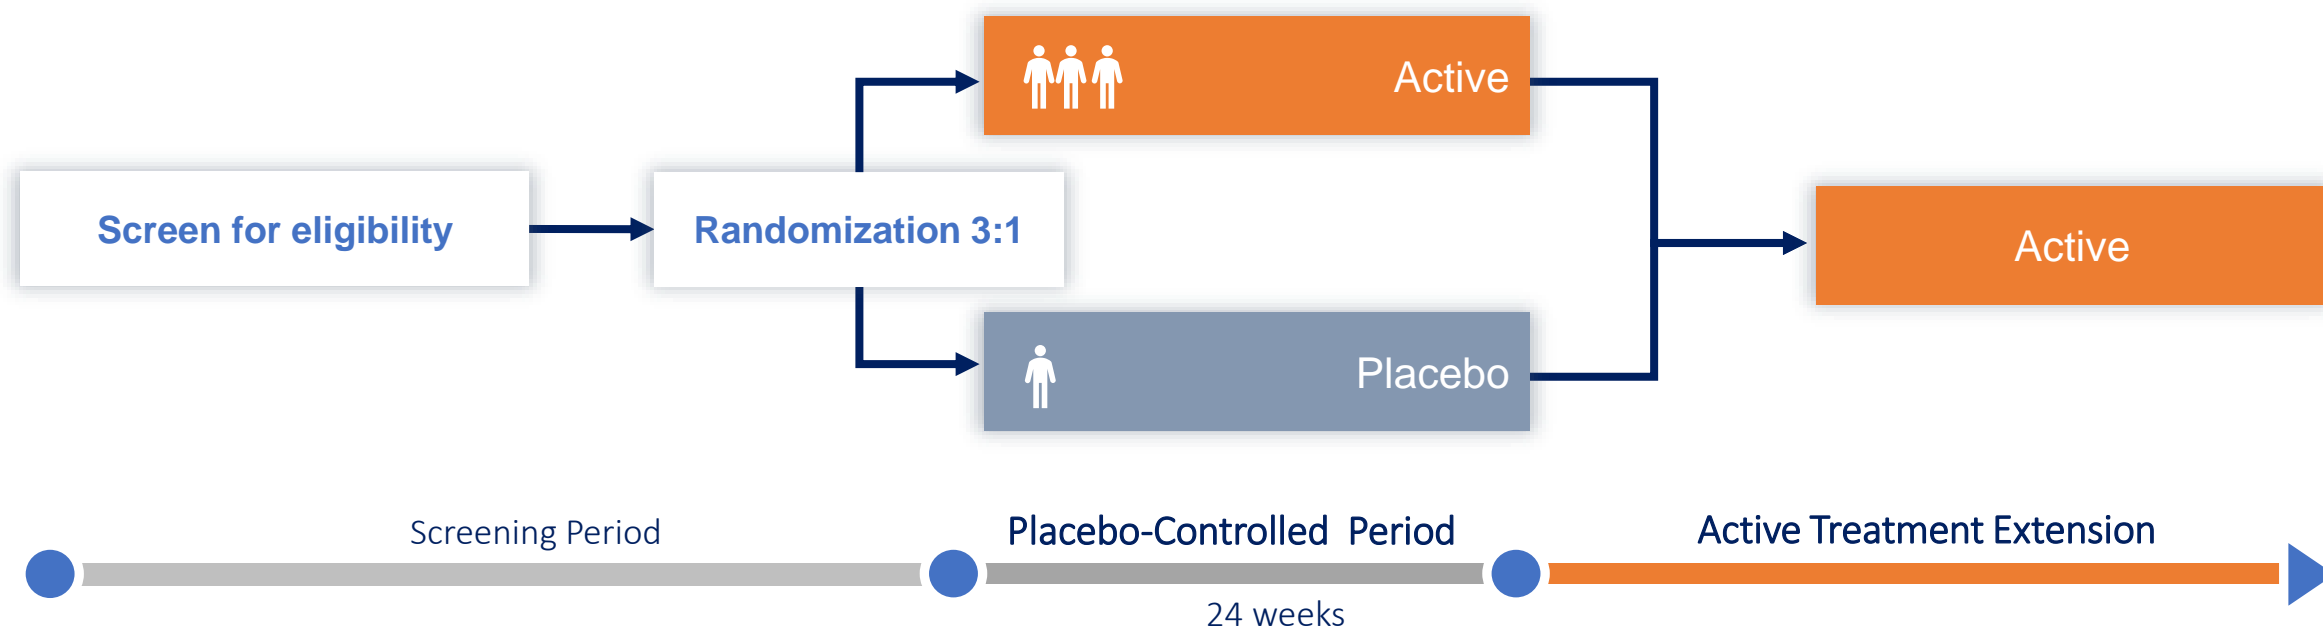 Active
Screen for eligibility
Randomization 3:1
Active
Placebo
Screening Period
Placebo-Controlled Period
Active Treatment Extension
24 weeks